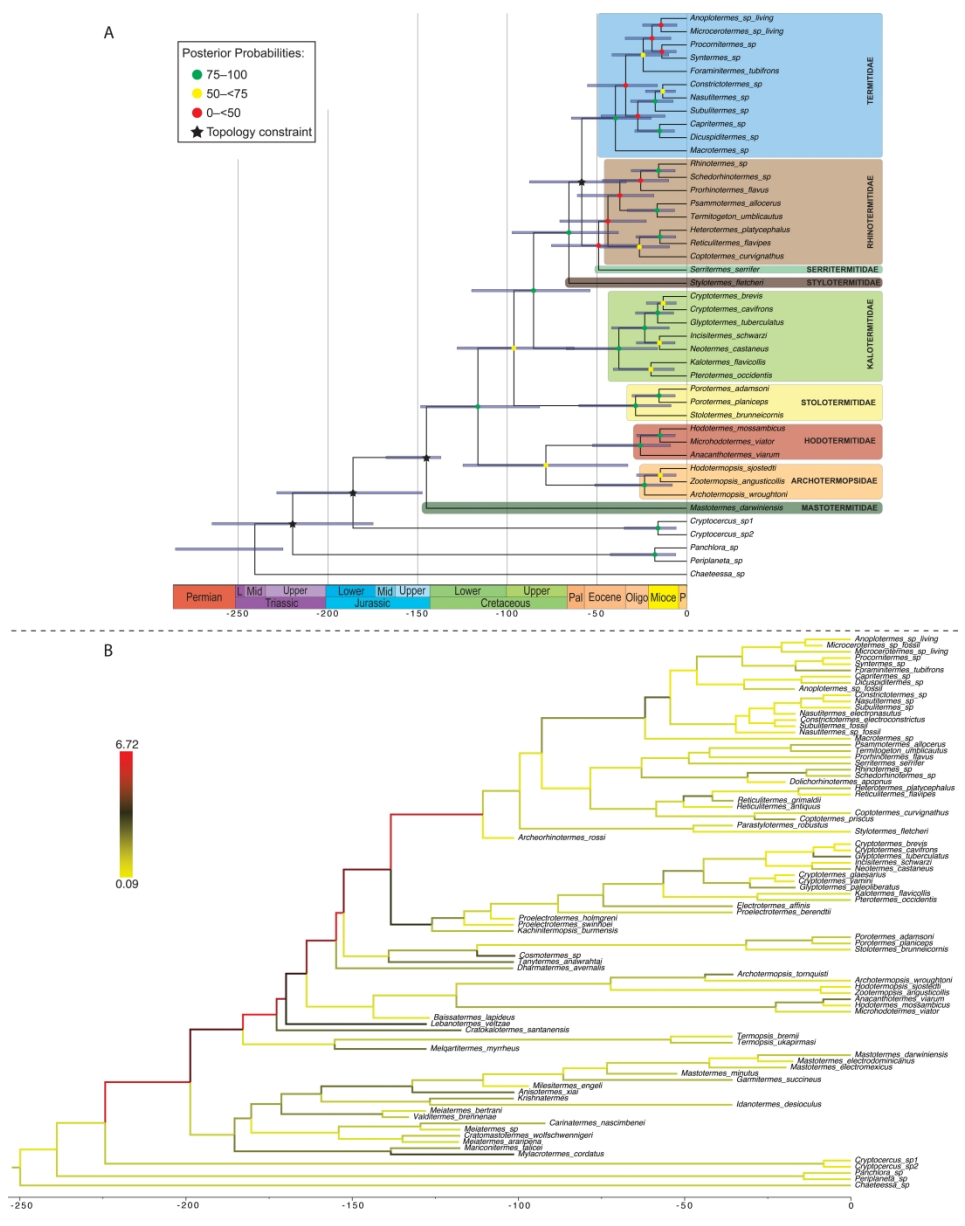 A
Posterior Probabilities:
75–100
50–<75
0–<50
Topology constraint
Anoplotermes_sp_living
Microcerotermes_sp_living
Procornitermes_sp
Syntermes_sp
Foraminitermes_tubifrons
Constrictotermes_sp
Nasutitermes_sp
Subulitermes_sp
Capritermes_sp
Dicuspiditermes_sp
Macrotermes_sp
TERMITIDAE
Rhinotermes_sp
Schedorhinotermes_sp
Prorhinotermes_flavus
Psammotermes_allocerus
Termitogeton_umblicautus
Heterotermes_platycephalus
Reticulitermes_flavipes
Coptotermes_curvignathus
RHINOTERMITIDAE
Serritermes_serrifer SERRITERMITIDAE
Stylotermes_fletcheri STYLOTERMITIDAE
Cryptotermes_brevis
Cryptotermes_cavifrons
Glyptotermes_tuberculatus
Incisitermes_schwarzi
Neotermes_castaneus
Kalotermes_flavicollis
Pterotermes_occidentis
KALOTERMITIDAE
Porotermes_adamsoni
Porotermes_planiceps STOLOTERMITIDAE
Stolotermes_brunneicornis
Hodotermes_mossambicus
Microhodotermes_viator HODOTERMITIDAE
Anacanthotermes_viarum
Hodotermopsis_sjostedti
Zootermopsis_angusticollis ARCHOTERMOPSIDAE
Archotermopsis_wroughtoni
Mastotermes_darwiniensis MASTOTERMITIDAE
Cryptocercus_sp1
Cryptocercus_sp2
Panchlora_sp
Periplaneta_sp
Chaeteessa_sp
Permian L Mid Upper Lower Mid Upper Lower Upper Pal Eocene Oligo Mioce P
Triassic Jurassic Cretaceous
-250 -200 -150 -100 -50 0
B
6.72
0.09
Anoplotermes_sp_living
Microcerotermes_sp_fossil
Microcerotermes_sp_living
Procornitermes_sp
Syntermes_sp
Foraminitermes_tubifrons
Capritermes_sp
Dicuspiditermes_sp
Anoplotermes_sp_fossil
Constrictotermes_sp
Nasutitermes_sp
Subulitermes_sp
Nasutitermes_electronasutus
Constrictotermes_electroconstrictus
Subulitermes_fossil
Nasutitermes_sp_fossil
Macrotermes_sp
Psammotermes_allocerus
Termitogeton_umblicautus
Prorhinotermes_flavus
Serritermes_serrifer
Rhinotermes_sp
Schedorhinotermes_sp
Dolichorhinotermes_apopnus
Heterotermes_platycephalus
Reticulitermes_flavipes
Reticulitermes_grimaldii
Reticulitermes_antiquus
Coptotermes_curvignathus
Coptotermes_priscus
Parastylotermes_robustus
Stylotermes_fletcheri
Archeorhinotermes_rossi
Cryptotermes_brevis
Cryptotermes_cavifrons
Glyptotermes_tuberculatus
Incisitermes_schwarzi
Neotermes_castaneus
Cryptotermes_glaesarius
Cryptotermes_yamini
Glyptotermes_paleoliberatus
Kalotermes_flavicollis
Pterotermes_occidentis
Electrotermes_affinis
Proelectrotermes_berendtii
Proelectrotermes_holmgreni
Proelectrotermes_swinhoei
Kachinitermopsis_burmensis
Porotermes_adamsoni
Porotermes_planiceps
Stolotermes_brunneicornis
Cosmotermes_sp
Tanytermes_anawrahtai
Dharmatermes_avernalis
Archotermopsis_tornquisti
Archotermopsis_wroughtoni
Hodotermopsis_sjostedti
Zootermopsis_angusticollis
Anacanthotermes_viarum
Hodotermes_mossambicus
Microhodotermes_viator
Baissatermes_lapideus
Lebanotermes_veltzae
Cratokalotermes_santanensis
Termopsis_bremii
Termopsis_ukapirmasi
Melqartitermes_myrrheus
Mastotermes_darwiniensis
Mastotermes_electrodominicanus
Mastotermes_electromexicus
Mastotermes_minutus
Garmitermes_succineus
Milesitermes_engeli
Anisotermes_xiai
Krishnatermes
Idanotermes_desioculus
Meiatermes_bertrani
Valditermes_brennenae
Carinatermes_nascimbenei
Meiatermes_sp
Cratomastotermes_wolfschwennigeri
Meiatermes_araripena
Mariconitermes_talicei
Mylacrotermes_cordatus
Cryptocercus_sp1
Cryptocercus_sp2
Panchlora_sp
Periplaneta_sp
Chaeteessa_sp
-250 -200 -150 -100 -50 0